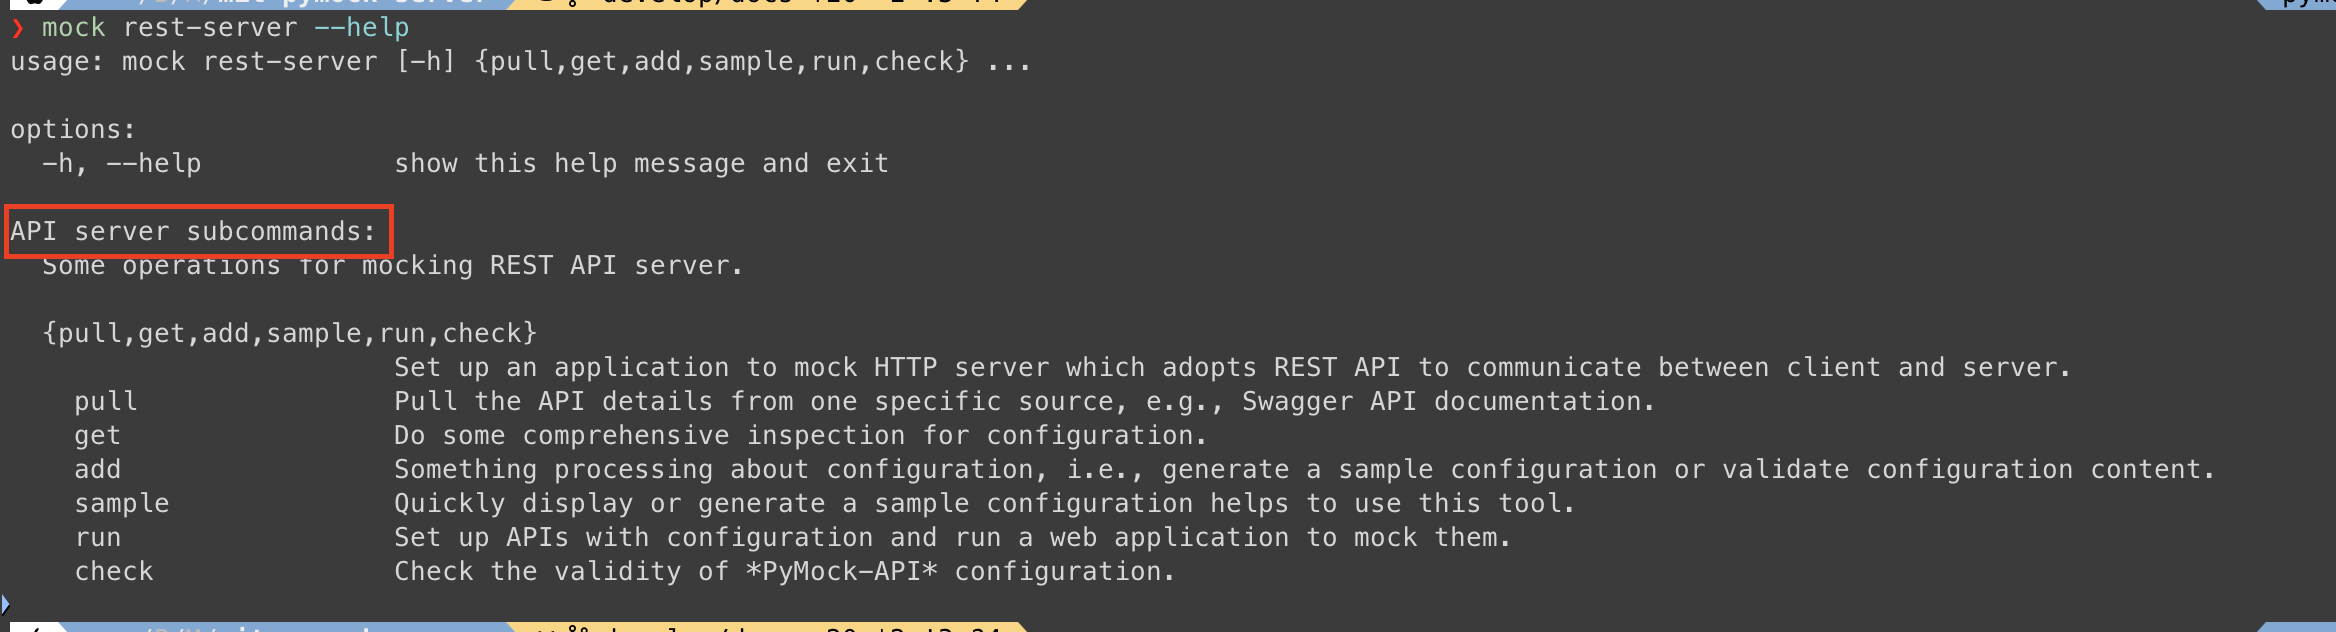 ❯ mock rest-server --help
usage: mock rest-server [-h] {pull,get,add,sample,run,check} ...
options:
-h, --help show this help message and exit
API server subcommands:
Some operations for mocking REST API server.
{pull,get,add,sample,run,check}
Set up an application to mock HTTP server which adopts REST API to communicate between client and server.
pull Pull the API details from one specific source, e.g., Swagger API documentation.
get Do some comprehensive inspection for configuration.
add Something processing about configuration, i.e., generate a sample configuration or validate configuration content.
sample Quickly display or generate a sample configuration helps to use this tool.
run Set up APIs with configuration and run a web application to mock them.
check Check the validity of *PyMock-API* configuration.